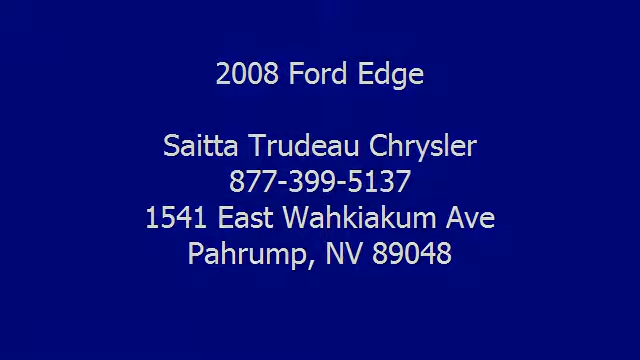 2008 Ford Edge
Saitta Trudeau Chrysler
877-399-5137
1541 East Wahkiakum Ave
Pahrump, NV 89048